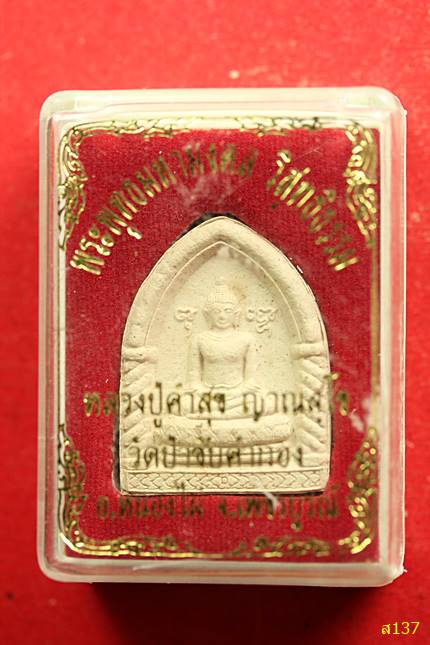 พระพุทธมหามงคล วิสุทธิธรรม
หลวงปู่คำสุข ญาณสุโข
วัดป่าซับคำกอง
อ.หนองไผ่ จ.เพชรบูรณ์
ส137